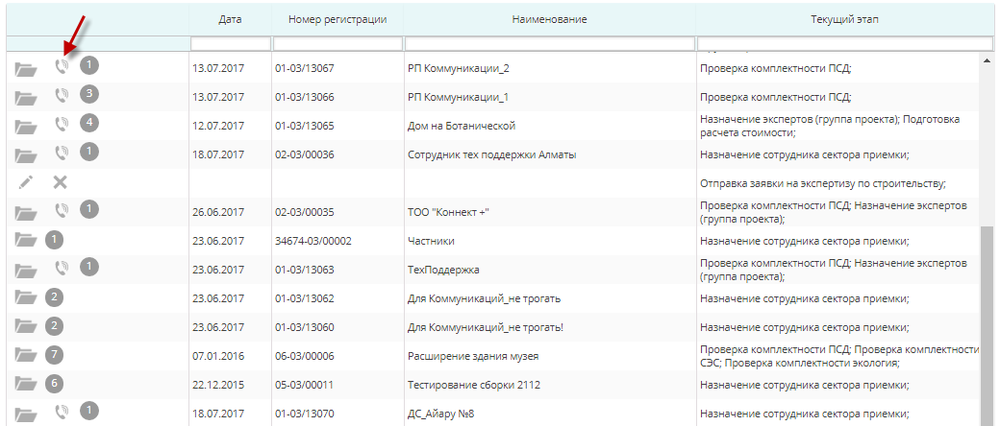 Дата Номер регистрации Наименование Текущий этап
1 13.07.2017 01-03/13067 РП Коммуникации_2 Проверка комплектности ПСД;
3 13.07.2017 01-03/13066 РП Коммуникации_1 Проверка комплектности ПСД;
4 12.07.2017 01-03/13065 Дом на Ботанической Назначение экспертов (группа проекта); Подготовка
расчета стоимости;
1 18.07.2017 02-03/00036 Сотрудник тех поддержки Алматы Назначение сотрудника сектора приемки;
Отправка заявки на экспертизу по строительству;
1 26.06.2017 02-03/00035 ТОО "Коннект +" Проверка комплектности ПСД; Назначение экспертов
(группа проекта);
1 23.06.2017 34674-03/00002 Частники Назначение сотрудника сектора приемки;
1 23.06.2017 01-03/13063 ТехПоддержка Проверка комплектности ПСД; Назначение экспертов
(группа проекта);
2 23.06.2017 01-03/13062 Для Коммуникаций_не трогать Назначение сотрудника сектора приемки;
2 23.06.2017 01-03/13060 Для Коммуникаций_не трогать! Назначение сотрудника сектора приемки;
7 07.01.2016 06-03/00006 Расширение здания музея Проверка комплектности ПСД; Проверка комплектности
СЭС; Проверка комплектности экология;
6 22.12.2015 05-03/00011 Тестирование сборки 2112 Назначение сотрудника сектора приемки;
1 18.07.2017 01-03/13070 ДС_Айару №8 Назначение сотрудника сектора приемки;